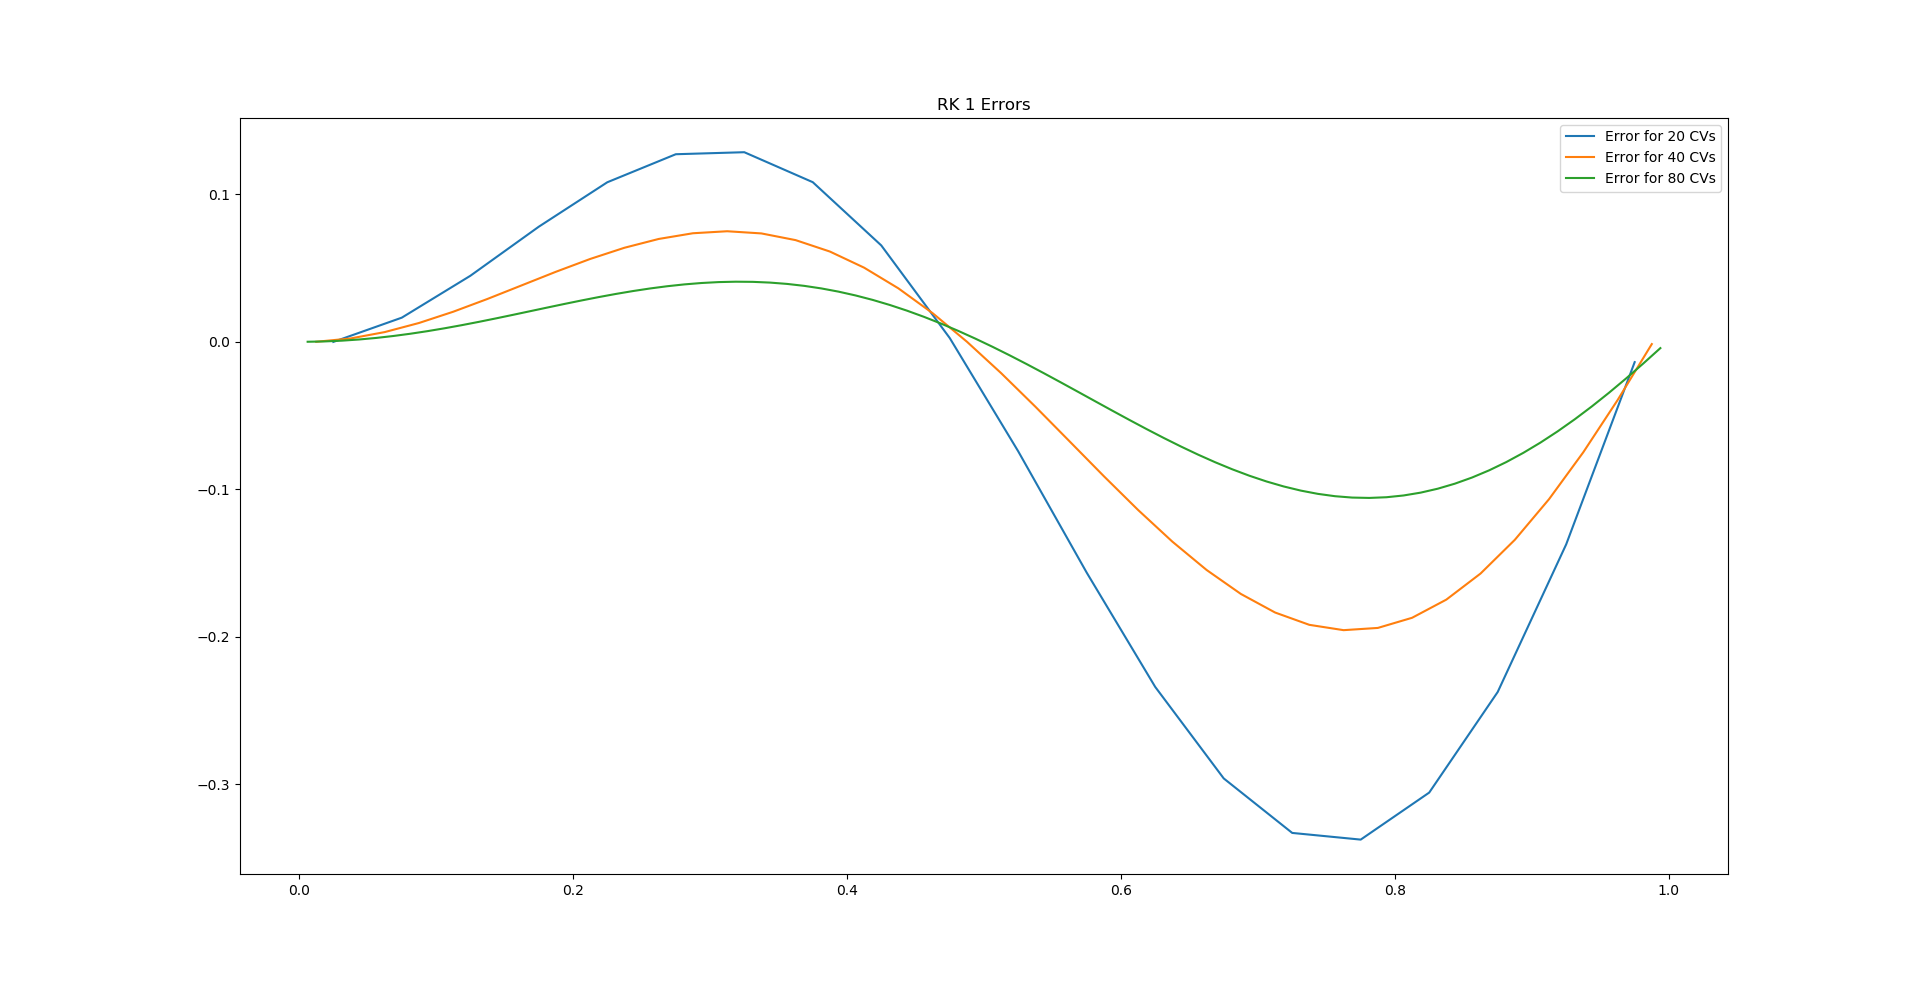 RK 1 Errors
Error for 20 CVs
Error for 40 CVs
Error for 80 CVs
0.1
0.0
−0.1
−0.2
−0.3
0.0 0.2 0.4 0.6 0.8 1.0